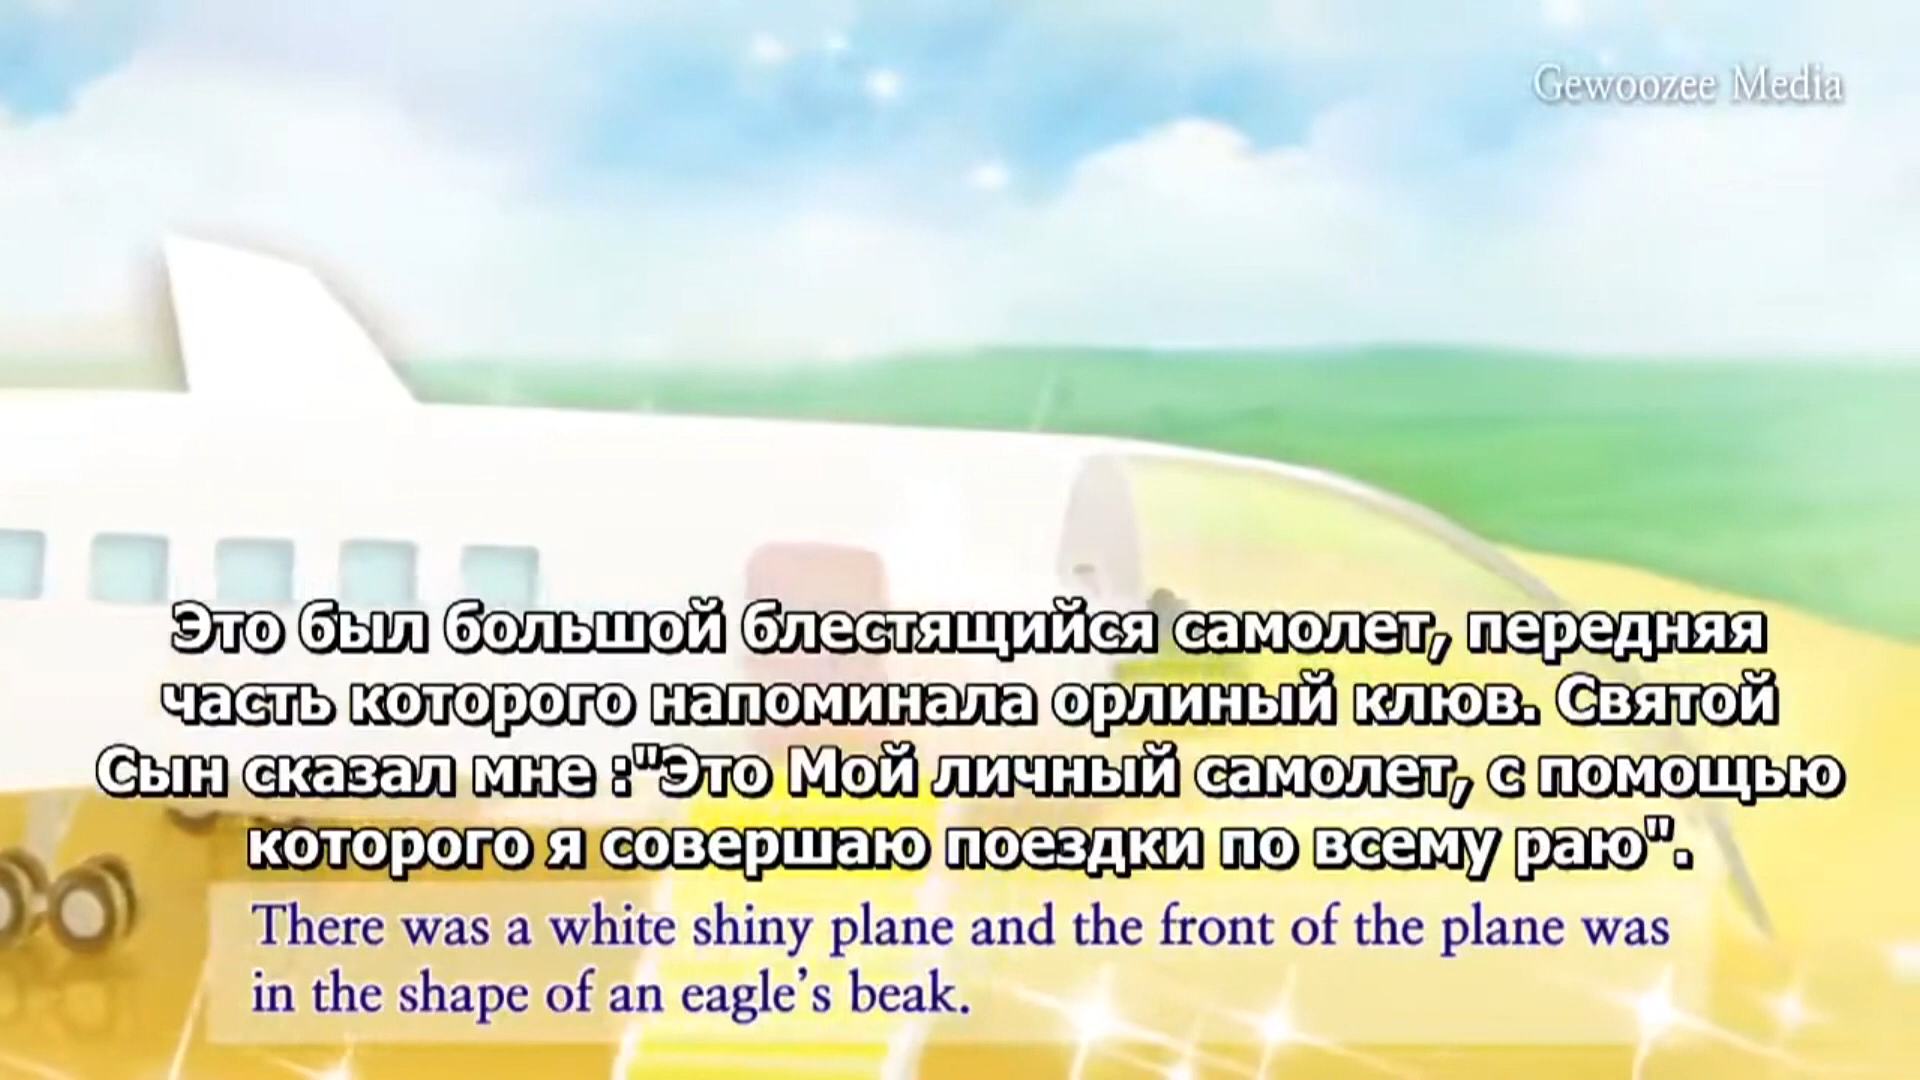 Gewoozee Media
Это был большой блестящийся самолет, передняя
часть которого напоминала орлиный клюв. Святой
Сын сказал мне :"Это Мой личный самолет, с помощью
которого я совершаю поездки по всему раю".
There was a white shiny plane and the front of the plane was
in the shape of an eagle’s beak.